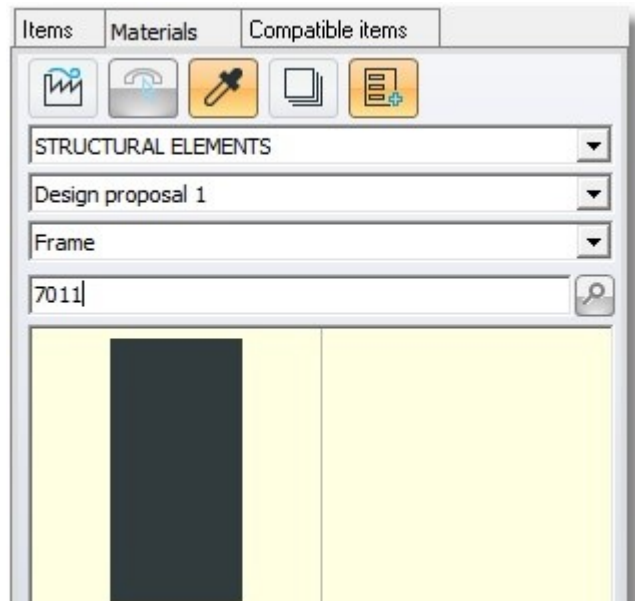 Items Materials Compatible items
STRUCTURAL ELEMENTS
Design proposal 1
Frame
7011